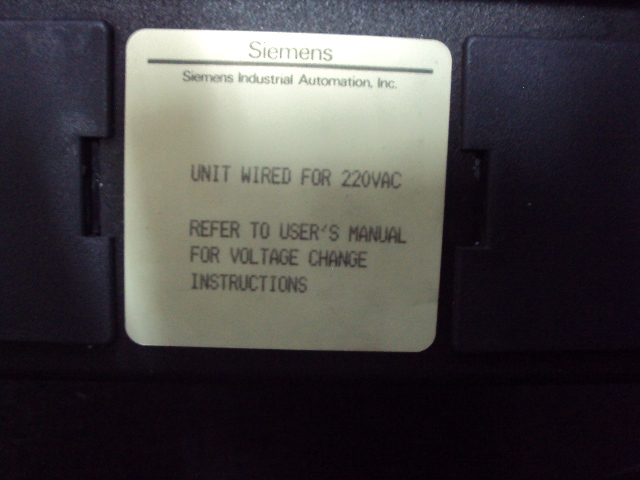 Siemens
Siemens Industrial Automation, Inc.
UNIT WIRED FOR 220VAC
REFER TO USER'S MANUAL
FOR VOLTAGE CHANGE
INSTRUCTIONS